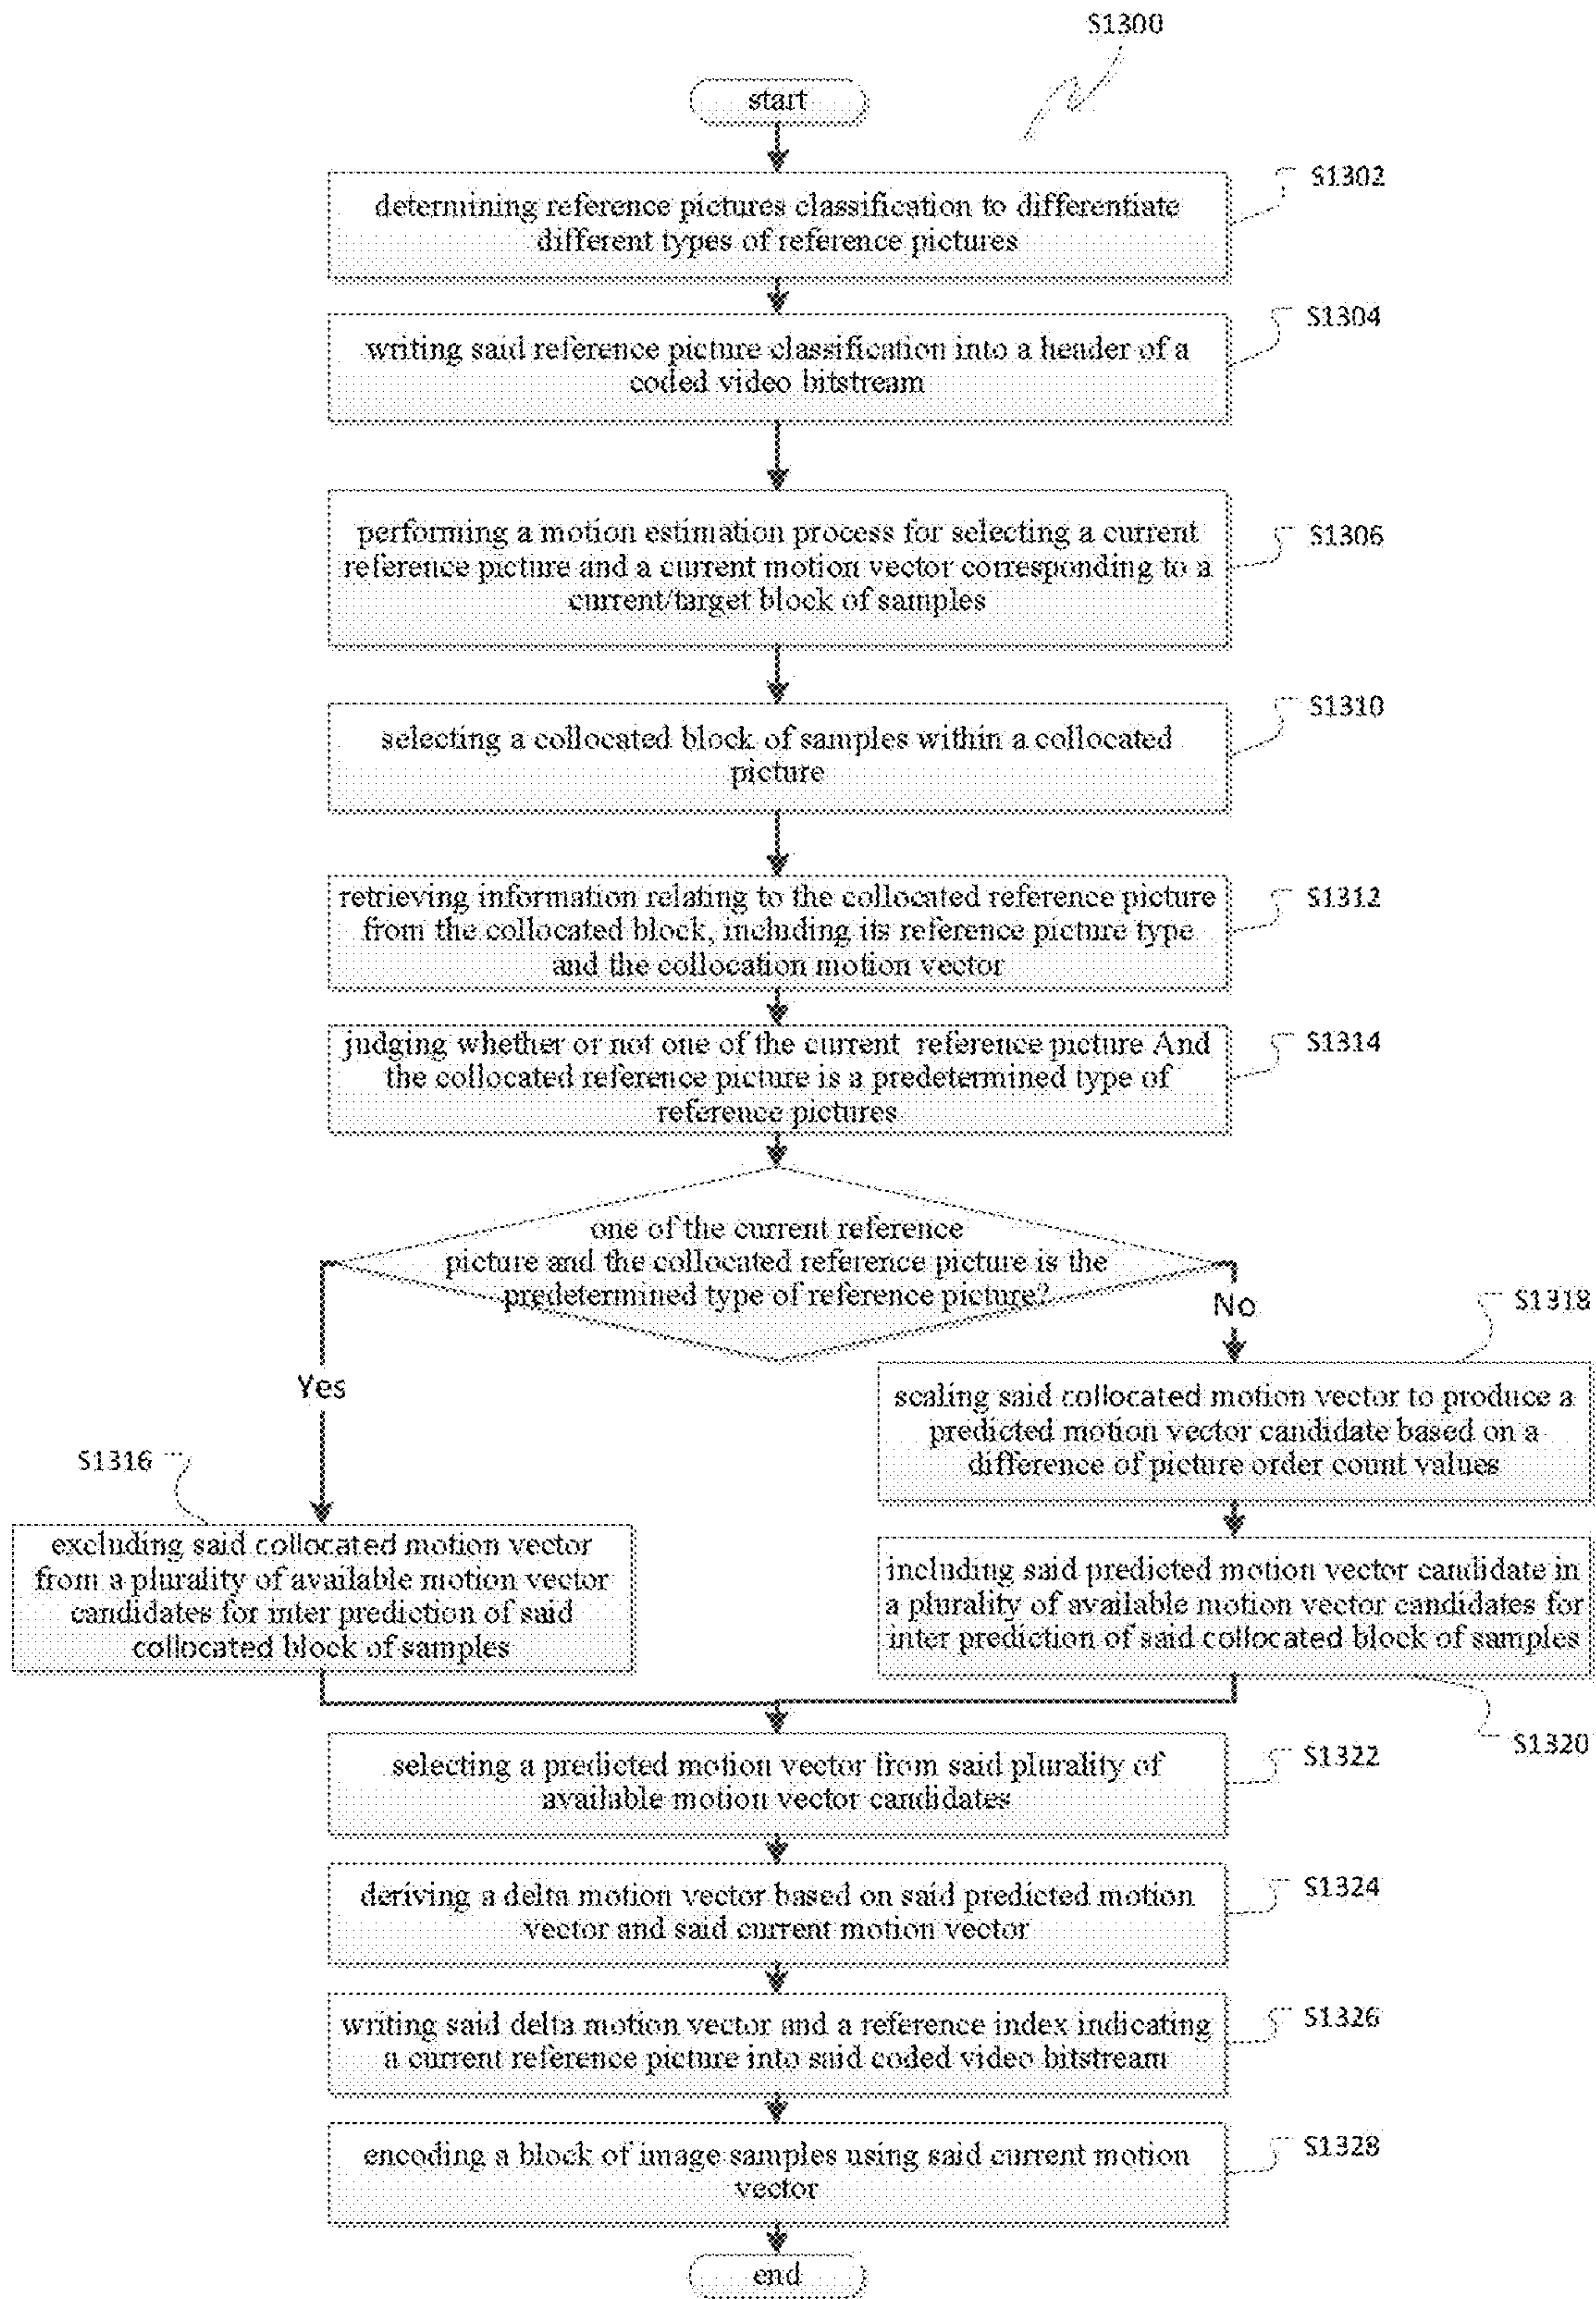 S1300
start
S1302
determining reference pictures classification to differentiate
different types of reference pictures
S1304
writing said reference picture classification into a header of a
coded video bitstream
S1306
performing a motion estimation process for selecting a current
reference picture and a current motion vector corresponding to a
current/target block of samples
S1310
selecting a collocated block of samples within a collocated
picture
S1312
retrieving information relating to the collocated reference picture
from the collocated block, including its reference picture type
and the collocation motion vector
S1314
judging whether or not one of the current reference picture And
the collocated reference picture is a predetermined type of
reference pictures
one of the current reference
picture and the collocated reference picture is the
predetermined type of reference picture?
No
S1318
Yes
scaling said collocated motion vector to produce a
predicted motion vector candidate based on a
difference of picture order count values
S1316
excluding said collocated motion vector
from a plurality of available motion vector
candidates for inter prediction of said
collocated block of samples
including said predicted motion vector candidate in
a plurality of available motion vector candidates for
inter prediction of said collocated block of samples
S1320
S1322
selecting a predicted motion vector from said plurality of
available motion vector candidates
S1324
deriving a delta motion vector based on said predicted motion
vector and said current motion vector
S1326
writing said delta motion vector and a reference index indicating
a current reference picture into said coded video bitstream
S1328
encoding a block of image samples using said current motion
vector
end